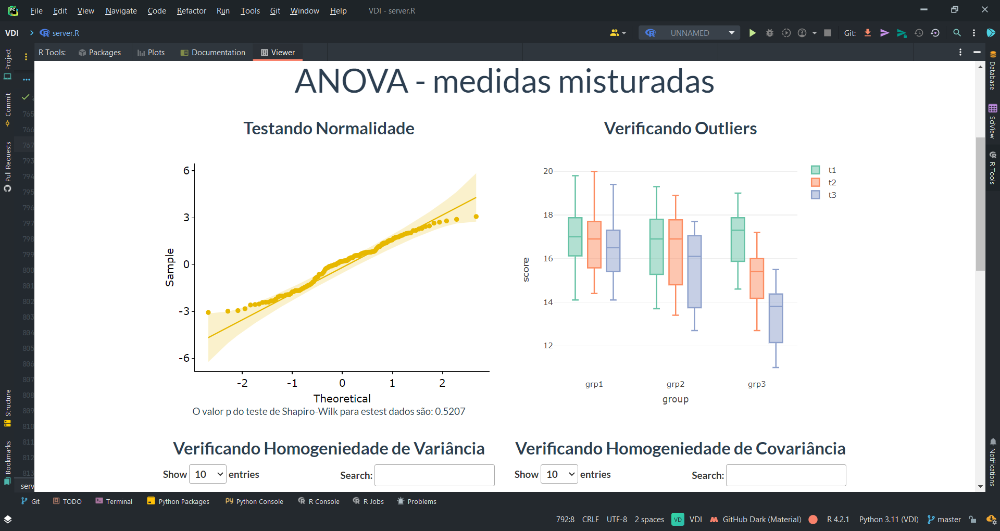 File Edit View Navigate Code Refactor Run Tools Git Window Help VDI - server.R
VDI server.R UNNAMED Git:
R Tools: Packages Plots Documentation Viewer
Project
Commit
Pull Requests
Structure
Bookmarks
765
766
767
793
794
795
796
797
798
799
800
801
802
803
804
805
806
807
808
809
810
811
812
813
serv
ANOVA - medidas misturadas
Testando Normalidade
6
3
0
-3
-6
Sample
-2 -1 0 1 2
Theoretical
O valor p do teste de Shapiro-Wilk para estest dados são: 0.5207
Verificando Outliers
20
18
16
14
12
score
grp1 grp2 grp3
group
t1
t2
t3
Verificando Homogeniedade de Variância
Show 10 entries Search:
Verificando Homogeniedade de Covariância
Show 10 entries Search:
Database
SciView
R Tools
Notifications
Git TODO Terminal Python Packages Python Console R Console R Jobs Problems
792:8 CRLF UTF-8 2 spaces VD VDI GitHub Dark (Material) R 4.2.1 Python 3.11 (VDI) master